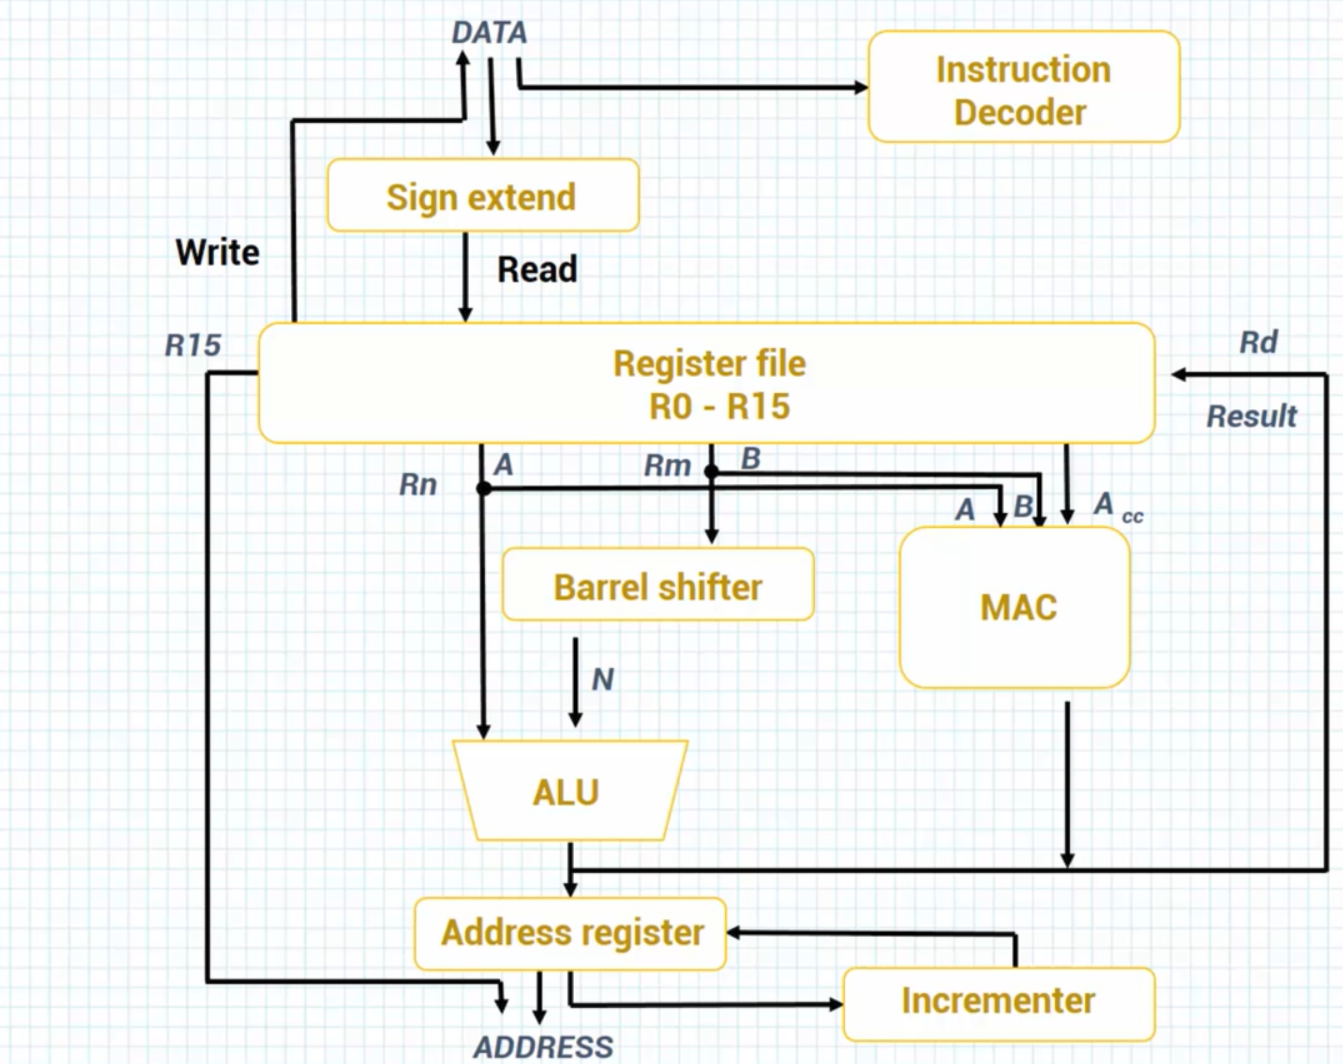 DATA
Instruction
Decoder
Sign extend
Write
Read
R15
Register file
R0 - R15
Rd
Result
Rn
A
Rm
B
A
B
A cc
Barrel shifter
MAC
N
ALU
Address register
Incrementer
ADDRESS